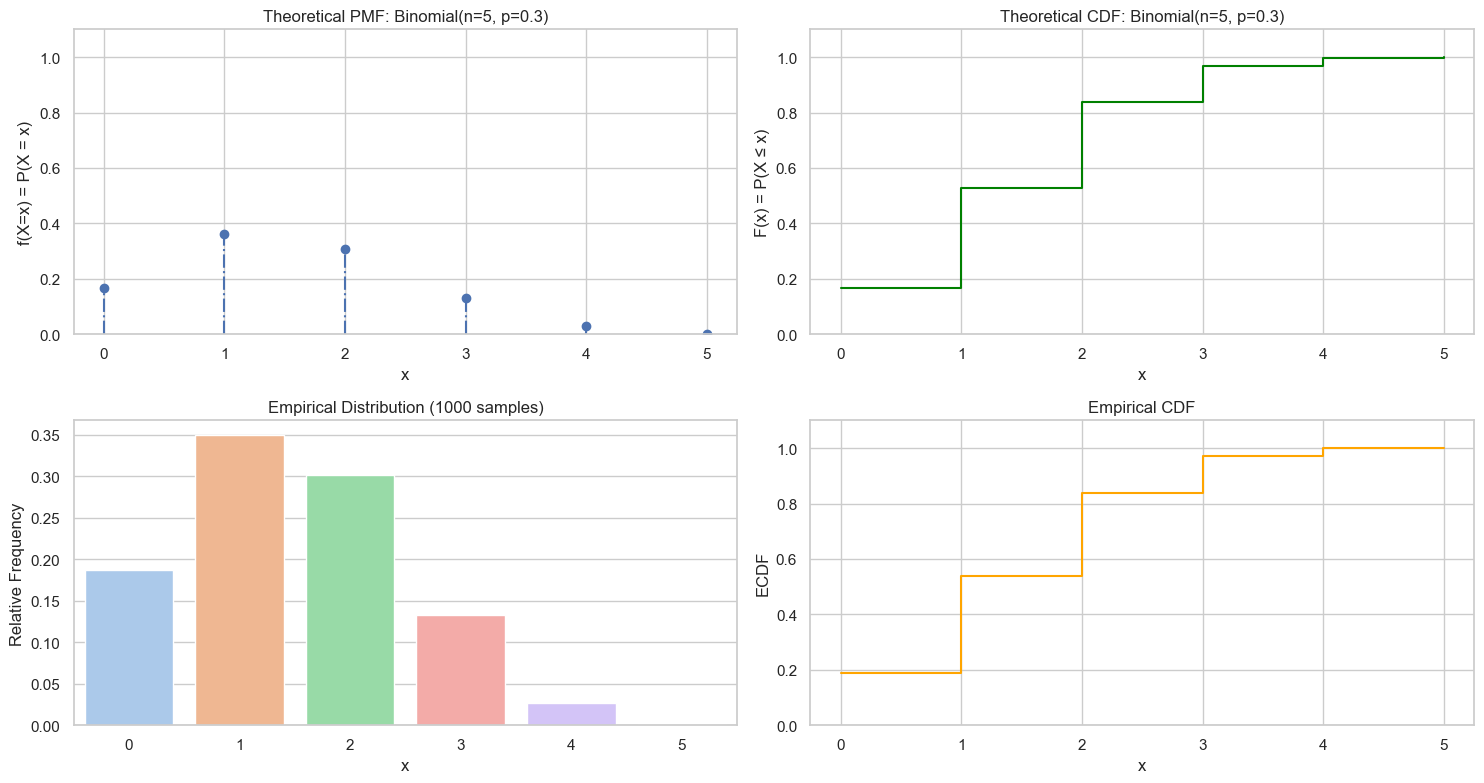 Theoretical PMF: Binomial(n=5, p=0.3)
f(X=x) = P(X = x)
1.0
0.8
0.6
0.4
0.2
0.0
0 1 2 3 4 5
x
Theoretical CDF: Binomial(n=5, p=0.3)
F(x) = P(X ≤ x)
1.0
0.8
0.6
0.4
0.2
0.0
0 1 2 3 4 5
x
Empirical Distribution (1000 samples)
Relative Frequency
0.35
0.30
0.25
0.20
0.15
0.10
0.05
0.00
0 1 2 3 4 5
x
Empirical CDF
ECDF
1.0
0.8
0.6
0.4
0.2
0.0
0 1 2 3 4 5
x